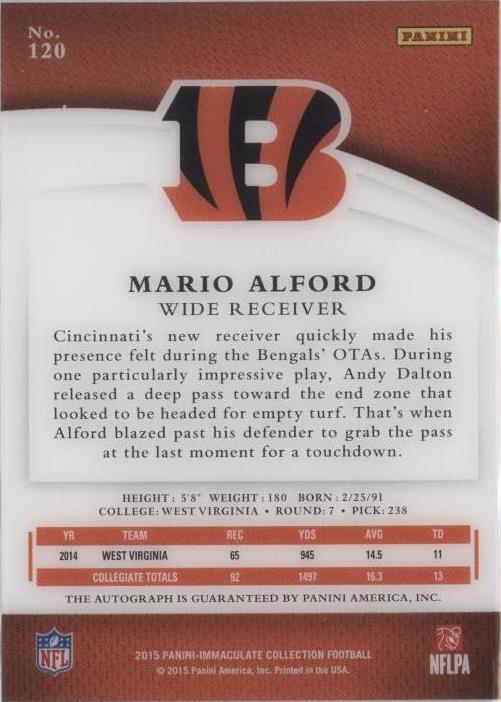 No.
120
PANINI
B
MARIO ALFORD
WIDE RECEIVER
Cincinnati's new receiver quickly made his
presence felt during the Bengals' OTAs. During
one particularly impressive play, Andy Dalton
released a deep pass toward the end zone that
looked to be headed for empty turf. That's when
Alford blazed past his defender to grab the pass
at the last moment for a touchdown.
HEIGHT: 5'8" WEIGHT: 180 BORN: 2/25/91
COLLEGE: WEST VIRGINIA • ROUND: 7 • PICK: 238
YR TEAM REC YDS AVG TD
2014 WEST VIRGINIA 65 945 14.5 11
COLLEGIATE TOTALS 92 1497 16.3 13
THE AUTOGRAPH IS GUARANTEED BY PANINI AMERICA, INC.
NFL
2015 PANINI-IMMACULATE COLLECTION FOOTBALL
© 2015 Panini America, Inc. Printed in the USA.
NFLPA